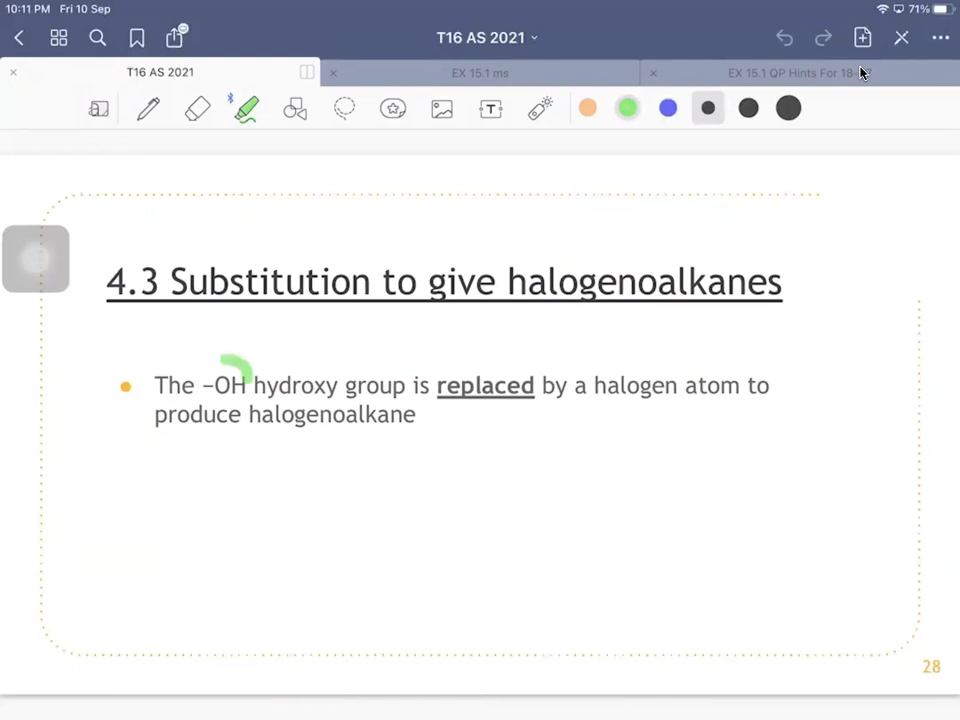 10:11 PM Fri 10 Sep
71%
T16 AS 2021
T16 AS 2021
EX 15.1 ms
EX 15.1 QP Hints For 18-
4.3 Substitution to give halogenoalkanes
The –OH hydroxy group is replaced by a halogen atom to
produce halogenoalkane
28